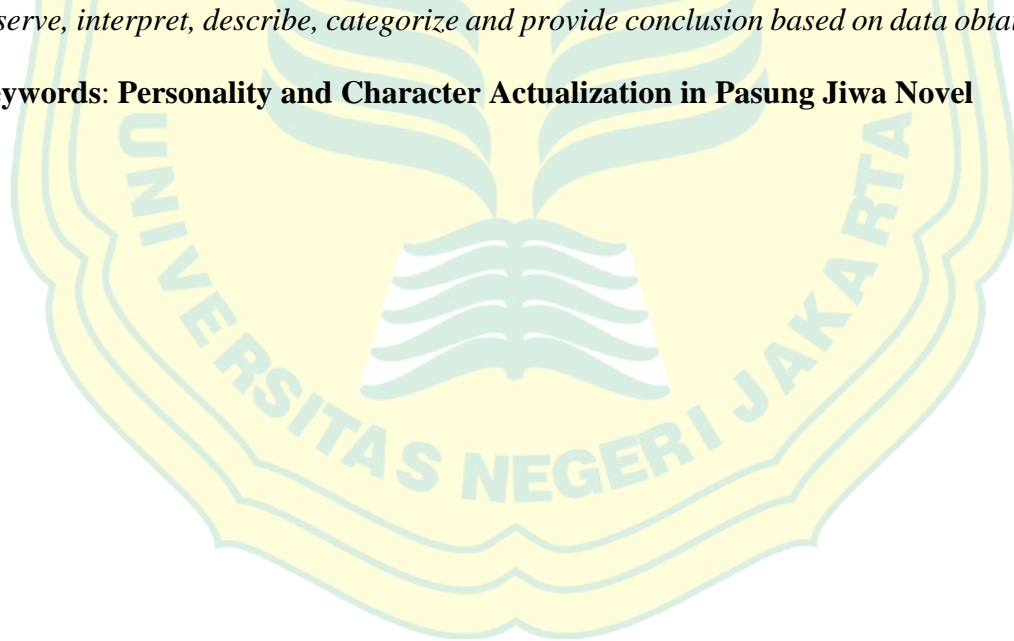 serve, interpret, describe, categorize and provide conclusion based on data obta
eywords: Personality and Character Actualization in Pasung Jiwa Novel
UNIVERSITAS NEGERI JAKARTA